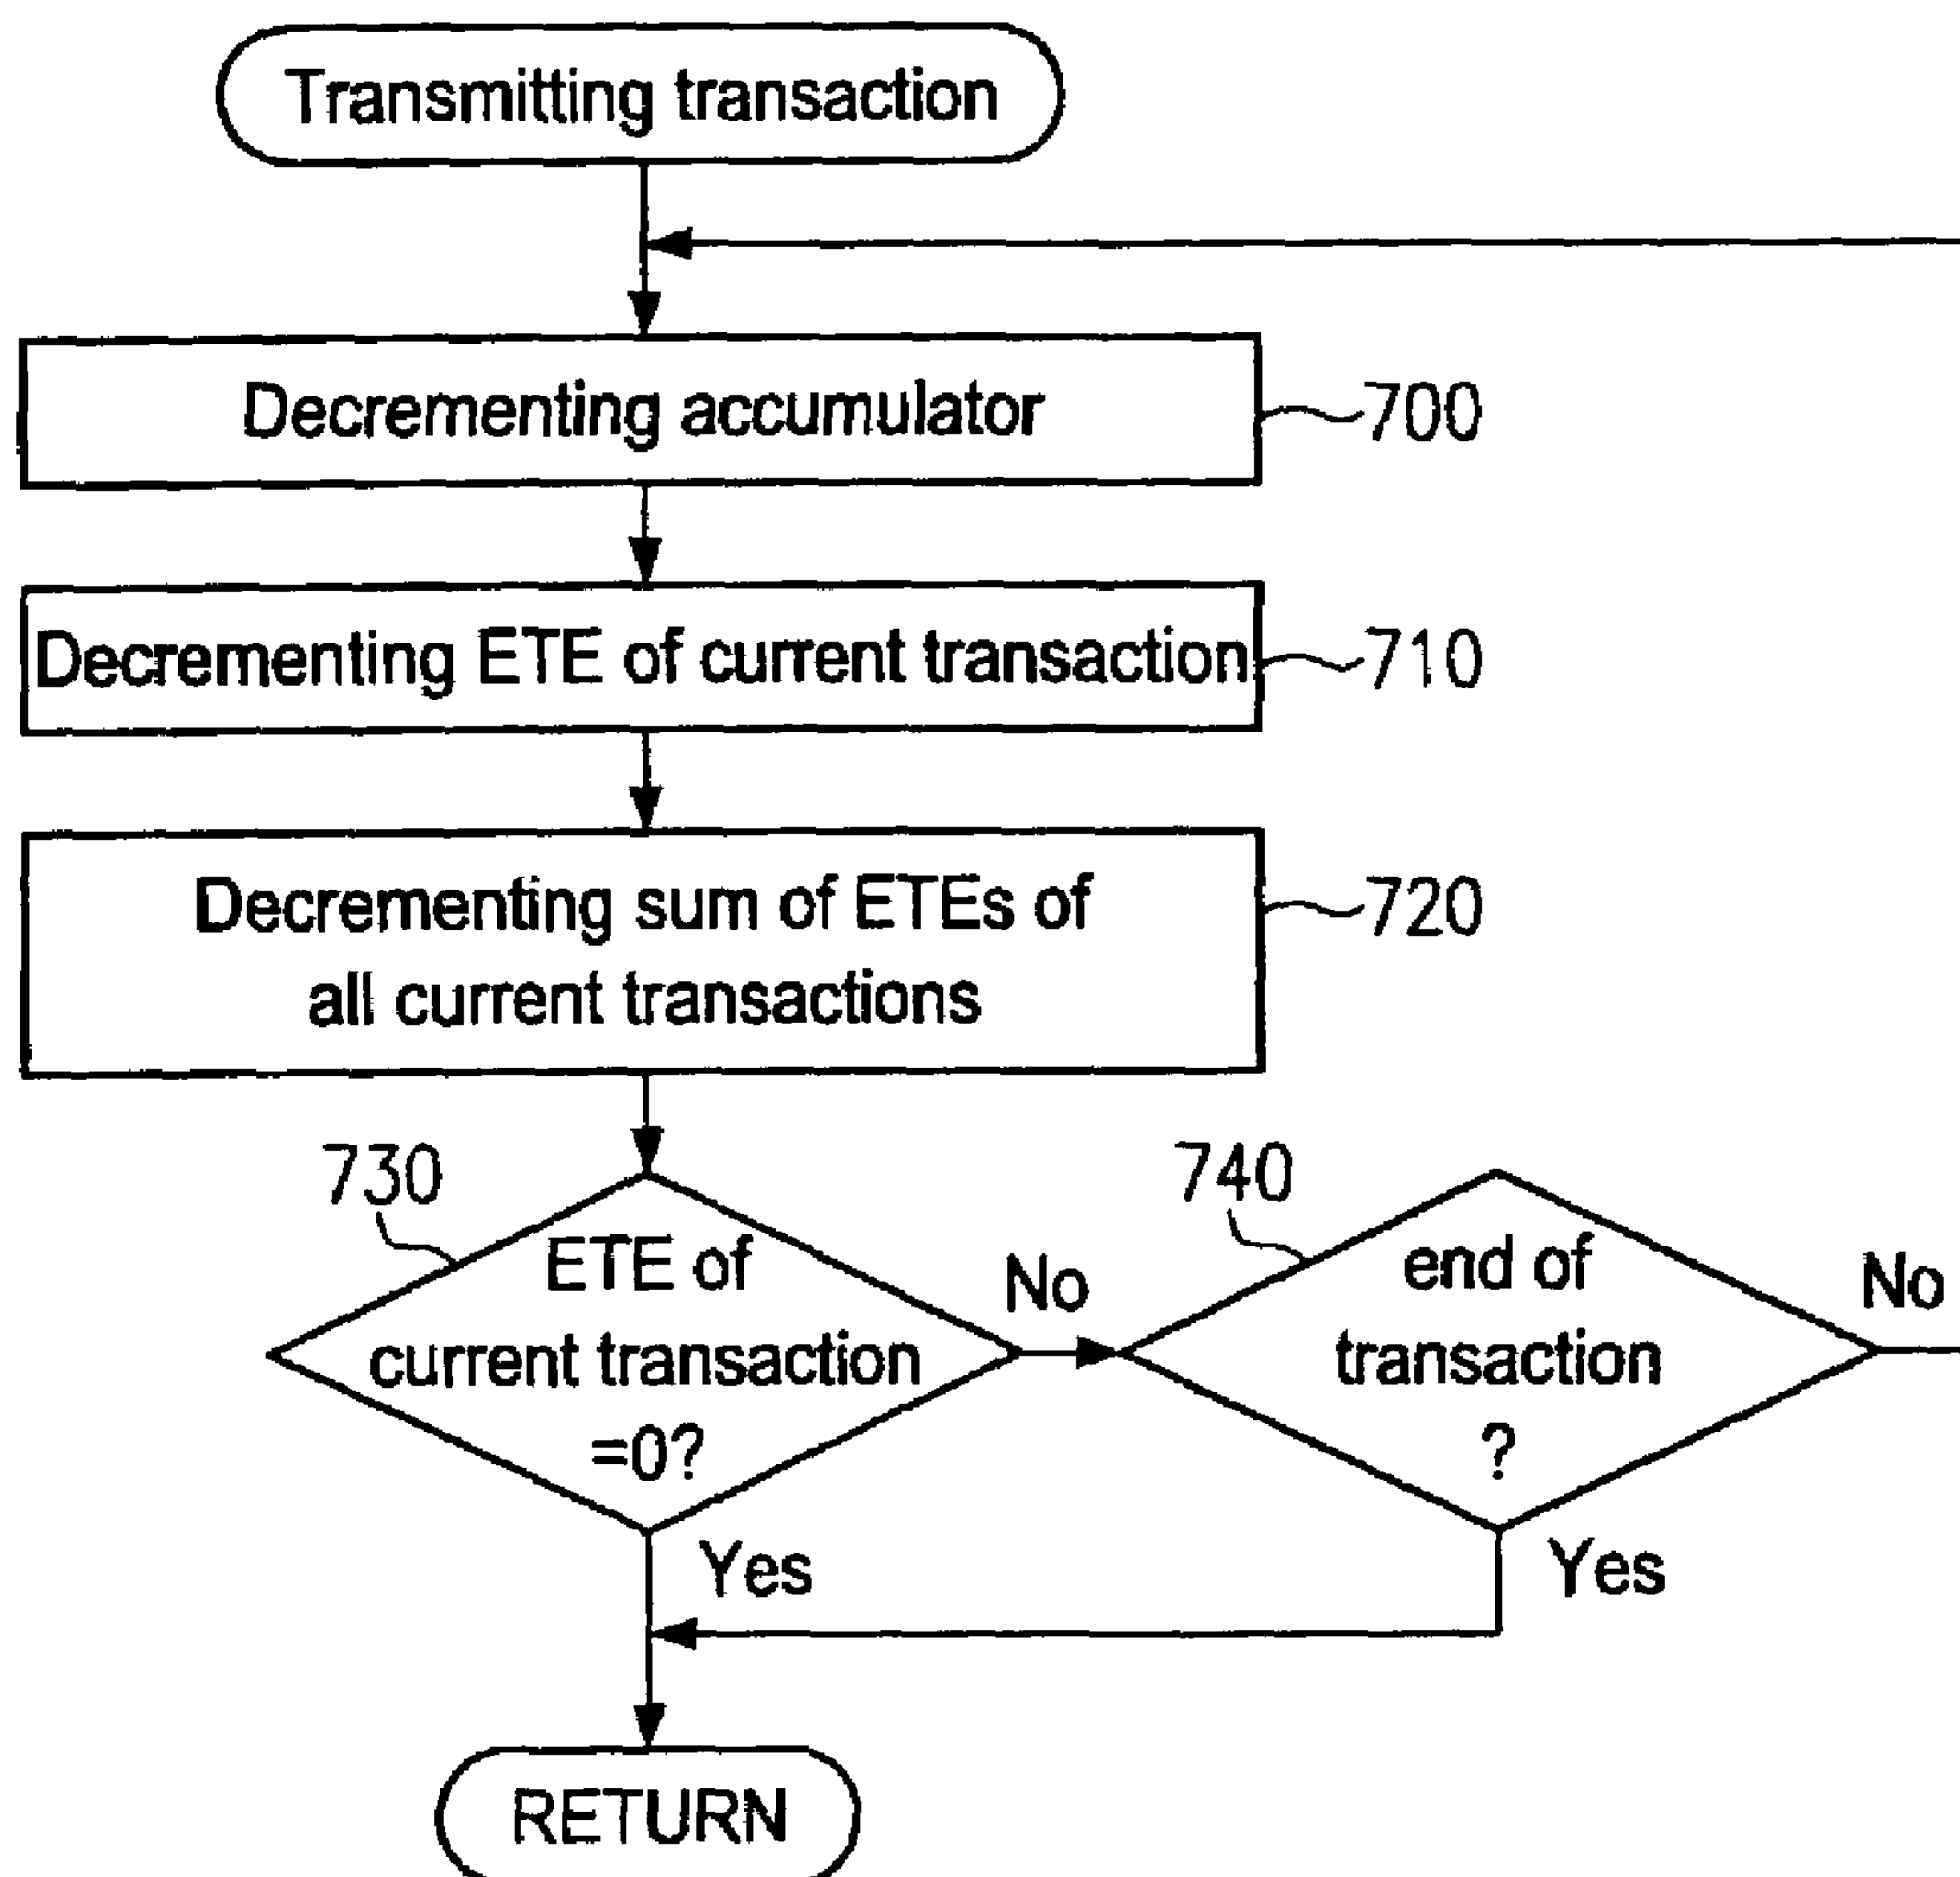 Transmitting transaction
Decrementing accumulator
700
Decrementing ETE of current transaction
710
Decrementing sum of ETEs of
all current transactions
720
730
ETE of
current transaction
=0?
No
Yes
740
end of
transaction
?
No
Yes
RETURN